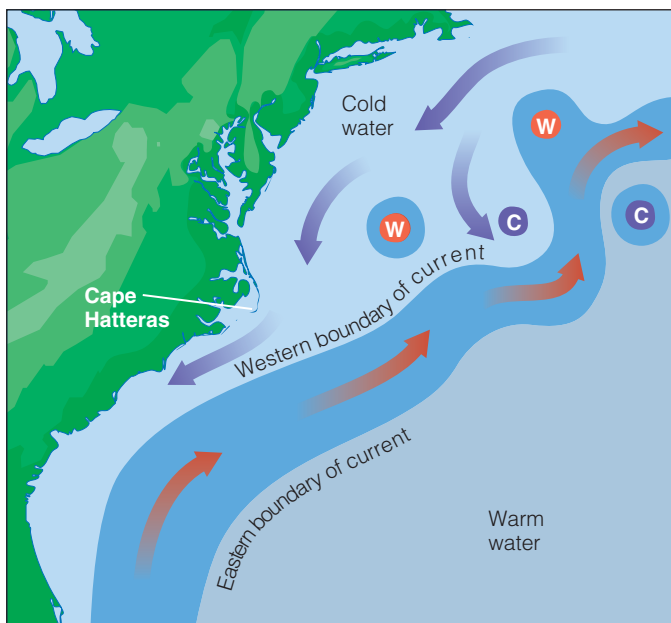 Cold
water
W
W
C
C
Cape
Hatteras
Western boundary of current
Eastern boundary of current
Warm
water